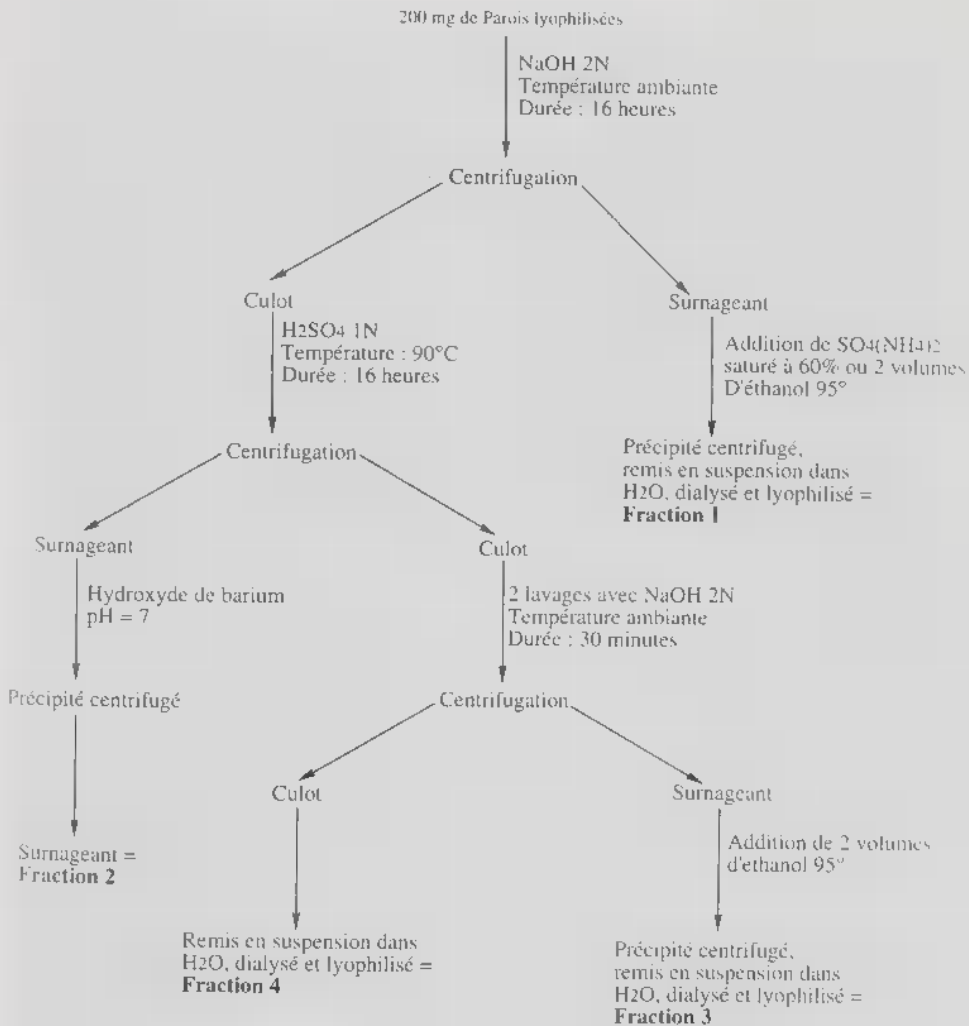 200 mg de Parois lyophilisées
NaOH 2N
Température ambiante
Durée : 16 heures
Centrifugation
Culot
Surnageant
H2SO4 1N
Température : 90°C
Durée : 16 heures
Addition de SO4(NH4)2
saturé à 60% ou 2 volumes
D'éthanol 95°
Centrifugation
Précipité centrifugé,
remis en suspension dans
H2O, dialysé et lyophilisé =
Fraction 1
Surnageant
Culot
Hydroxyde de barium
pH = 7
2 lavages avec NaOH 2N
Température ambiante
Durée : 30 minutes
Précipité centrifugé
Centrifugation
Culot
Surnageant
Surnageant =
Fraction 2
Addition de 2 volumes
d'ethanol 95°
Remis en suspension dans
H2O, dialysé et lyophilisé =
Fraction 4
Précipité centrifugé,
remis en suspension dans
H2O, dialysé et lyophilisé =
Fraction 3